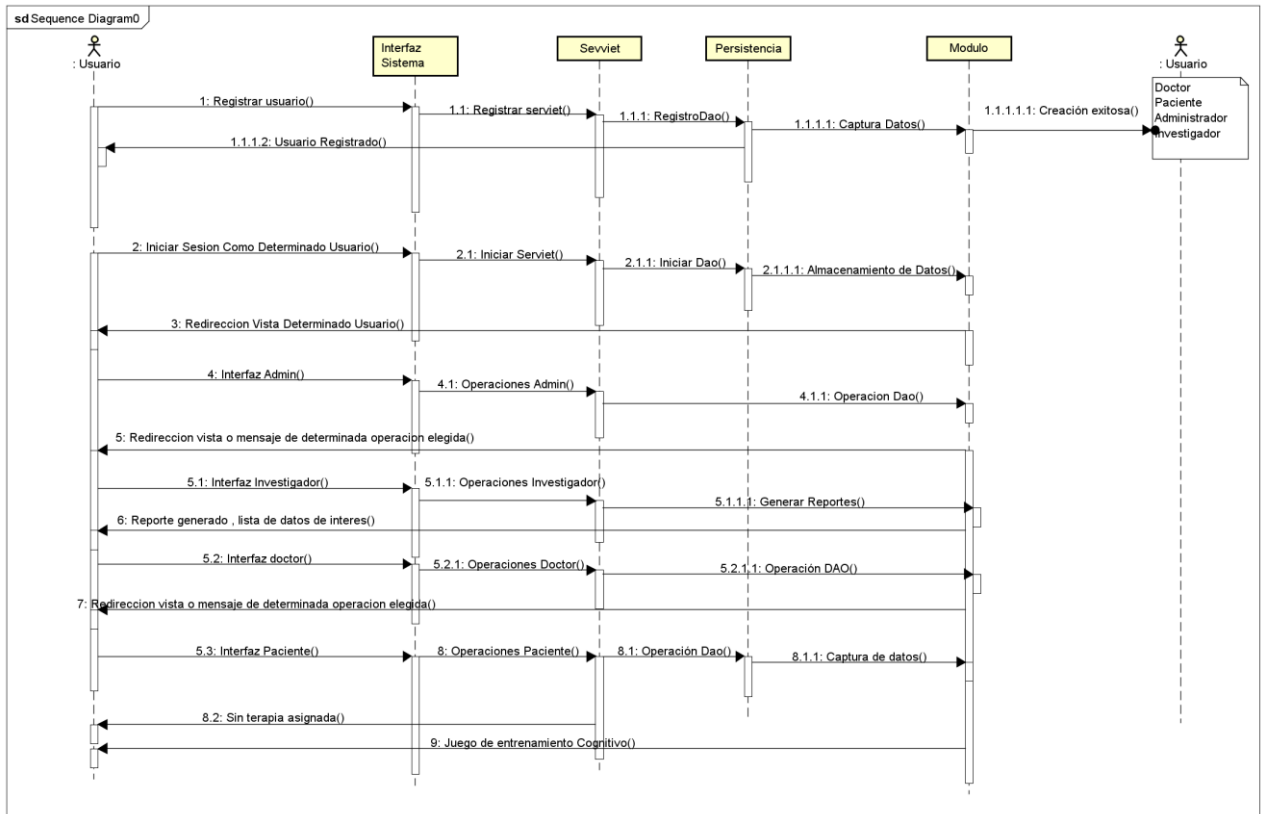 sd Sequence Diagram0
: Usuario
Interfaz
Sistema
Sevviet
Persistencia
Modulo
: Usuario
Doctor
Paciente
Administrador
Investigador
1: Registrar usuario()
1.1: Registrar serviet()
1.1.1: RegistroDao()
1.1.1.1: Captura Datos()
1.1.1.1.1: Creación exitosa()
1.1.1.2: Usuario Registrado()
2: Iniciar Sesion Como Determinado Usuario()
2.1: Iniciar Serviet()
2.1.1: Iniciar Dao()
2.1.1.1: Almacenamiento de Datos()
3: Redireccion Vista Determinado Usuario()
4: Interfaz Admin()
4.1: Operaciones Admin()
4.1.1: Operacion Dao()
5: Redireccion vista o mensaje de determinada operacion elegida()
5.1: Interfaz Investigador()
5.1.1: Operaciones Investigador()
5.1.1.1: Generar Reportes()
6: Reporte generado , lista de datos de interes()
5.2: Interfaz doctor()
5.2.1: Operaciones Doctor()
5.2.1.1: Operación DAO()
7: Redireccion vista o mensaje de determinada operacion elegida()
5.3: Interfaz Paciente()
8: Operaciones Paciente()
8.1: Operación Dao()
8.1.1: Captura de datos()
8.2: Sin terapia asignada()
9: Juego de entrenamiento Cognitivo()